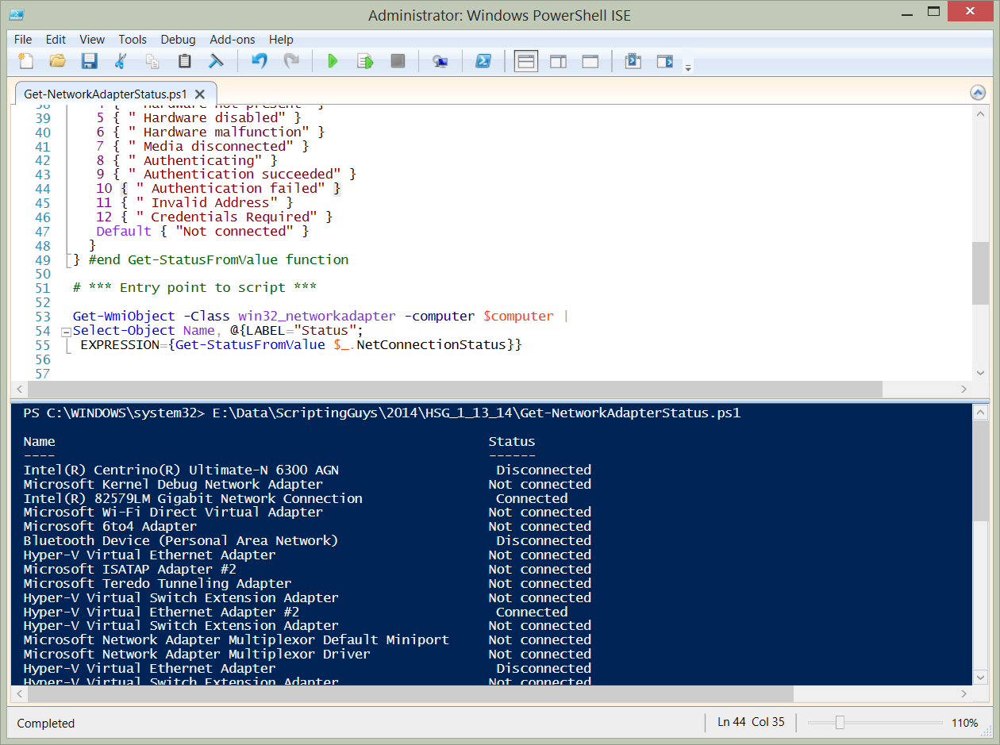 Administrator: Windows PowerShell ISE
File Edit View Tools Debug Add-ons Help
Get-NetworkAdapterStatus.ps1
38 4 { " Hardware not present" }
39 5 { " Hardware disabled" }
40 6 { " Hardware malfunction" }
41 7 { " Media disconnected" }
42 8 { " Authenticating" }
43 9 { " Authentication succeeded" }
44 10 { " Authentication failed" }
45 11 { " Invalid Address" }
46 12 { " Credentials Required" }
47 Default { "Not connected" }
48 }
49 } #end Get-StatusFromValue function
50
51 # *** Entry point to script ***
52
53 Get-WmiObject -Class win32_networkadapter -computer $computer |
54 Select-Object Name, @{LABEL="Status";
55 EXPRESSION={Get-StatusFromValue $_.NetConnectionStatus}}
56
57
PS C:\WINDOWS\system32> E:\Data\ScriptingGuys\2014\HSG_1_13_14\Get-NetworkAdapterStatus.ps1
Name Status
---- ------
Intel(R) Centrino(R) Ultimate-N 6300 AGN Disconnected
Microsoft Kernel Debug Network Adapter Not connected
Intel(R) 82579LM Gigabit Network Connection Connected
Microsoft Wi-Fi Direct Virtual Adapter Not connected
Microsoft 6to4 Adapter Not connected
Bluetooth Device (Personal Area Network) Disconnected
Hyper-V Virtual Ethernet Adapter Not connected
Microsoft ISATAP Adapter #2 Not connected
Microsoft Teredo Tunneling Adapter Not connected
Hyper-V Virtual Switch Extension Adapter Not connected
Hyper-V Virtual Ethernet Adapter #2 Connected
Hyper-V Virtual Switch Extension Adapter Not connected
Microsoft Network Adapter Multiplexor Default Miniport Not connected
Microsoft Network Adapter Multiplexor Driver Not connected
Hyper-V Virtual Ethernet Adapter Disconnected
Hyper-V Virtual Switch Extension Adapter Not connected
Completed Ln 44 Col 35 110%